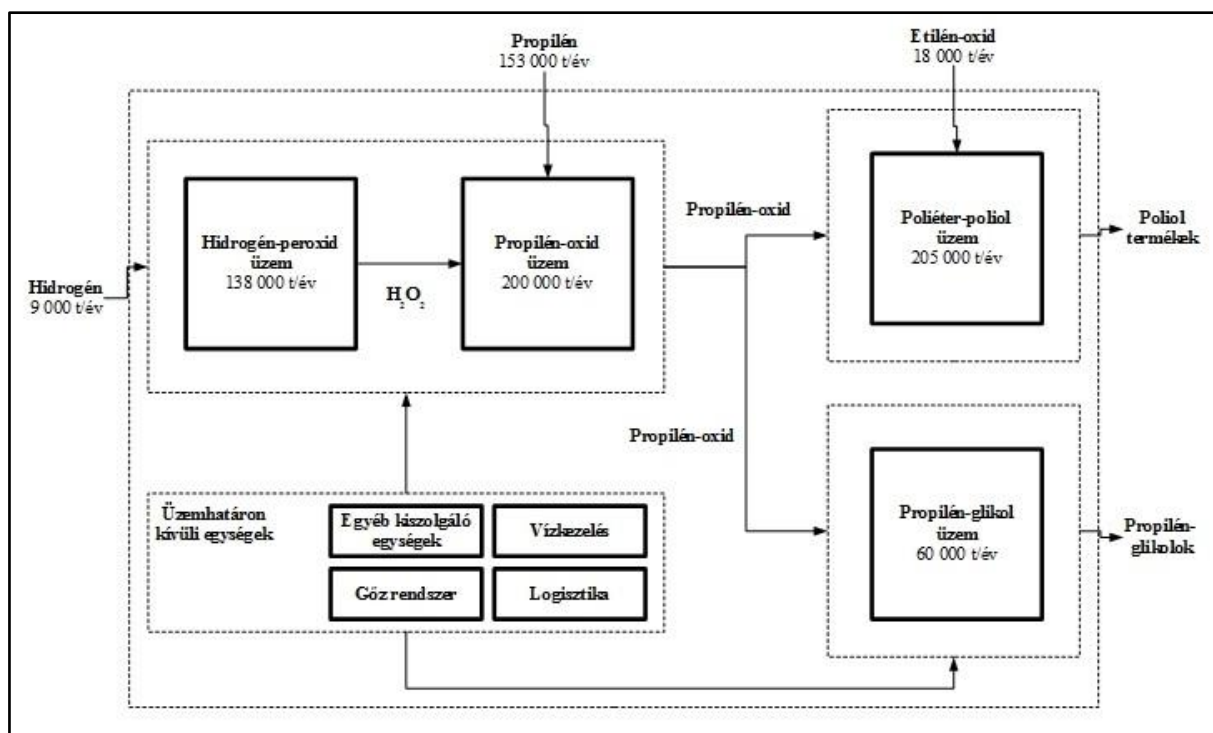 Propilén
153 000 t/év
Etilén-oxid
18 000 t/év
Hidrogén
9 000 t/év
Hidrogén-peroxid
üzem
138 000 t/év
H₂O₂
Propilén-oxid
üzem
200 000 t/év
Propilén-oxid
Poliéter-poliol
üzem
205 000 t/év
Poliol
termékek
Propilén-oxid
Propilén-glikol
üzem
60 000 t/év
Propilén-
glikolok
Üzemhatáron
kívüli egységek
Egyéb kiszolgáló
egységek
Vízkezelés
Gőz rendszer
Logisztika